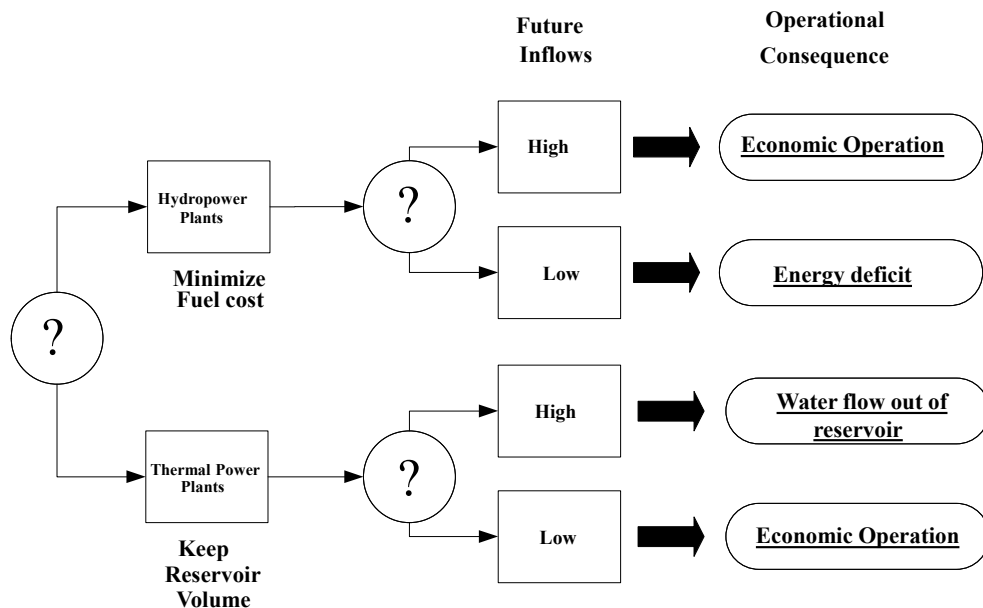 Future
Inflows
Operational
Consequence
High
Economic Operation
Hydropower
Plants
?
Low
Energy deficit
Minimize
Fuel cost
?
High
Water flow out of
reservoir
Thermal Power
Plants
?
Low
Economic Operation
Keep
Reservoir
Volume